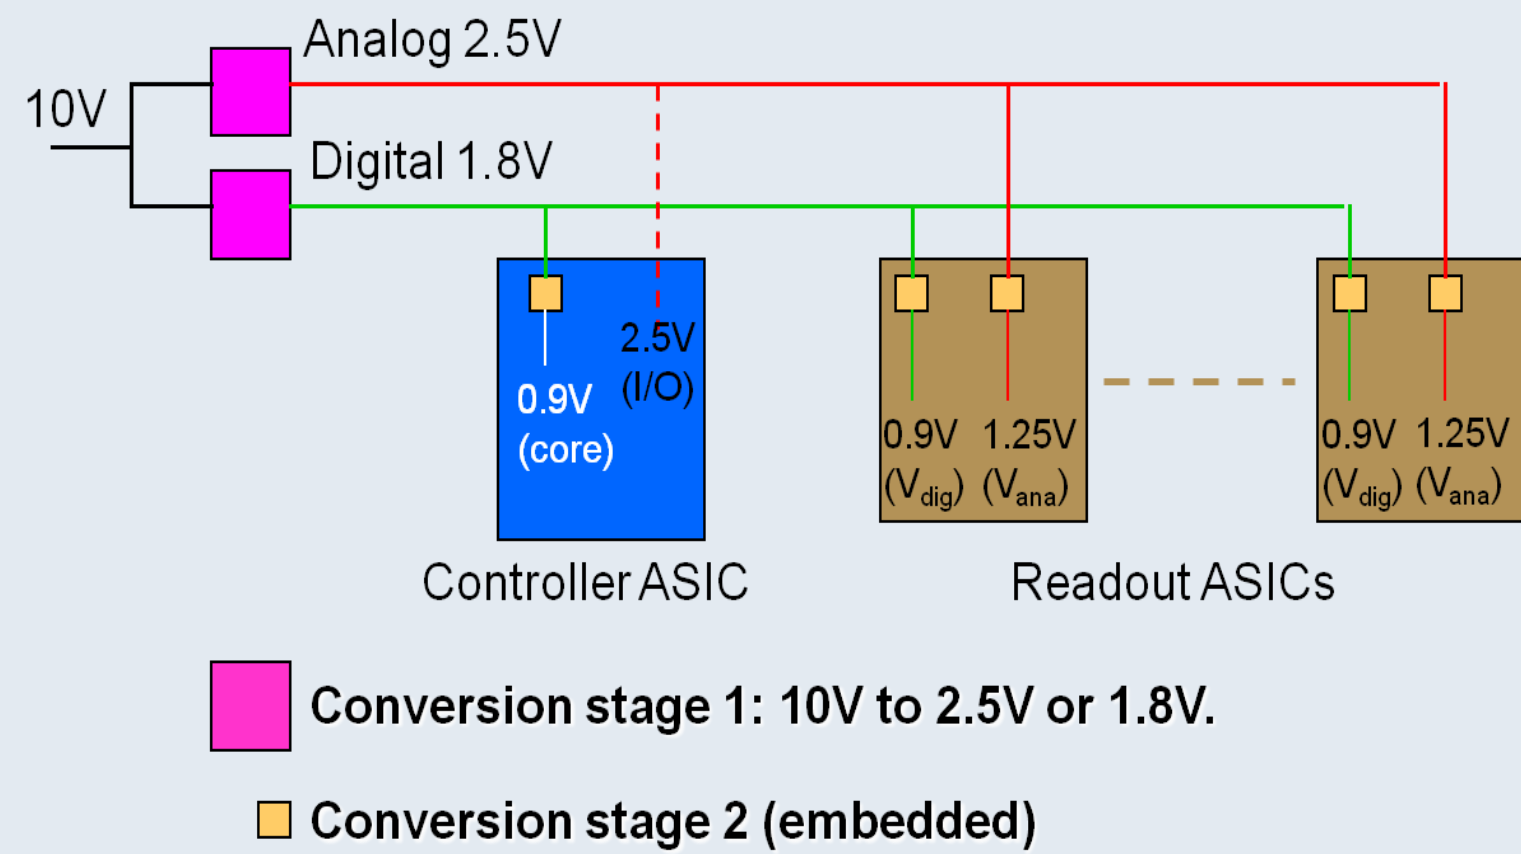 Analog 2.5V
10V
Digital 1.8V
2.5V
(I/O)
0.9V
(core)
0.9V 1.25V
(Vdig) (Vana)
0.9V 1.25V
(Vdig) (Vana)
Controller ASIC
Readout ASICs
Conversion stage 1: 10V to 2.5V or 1.8V.
Conversion stage 2 (embedded)